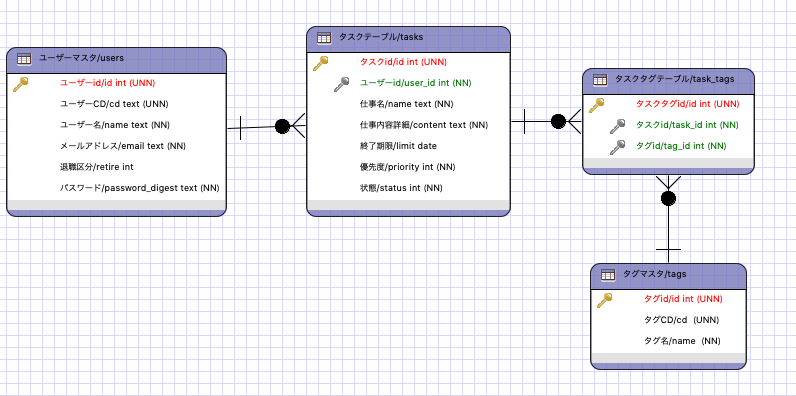 ユーザーマスタ/users
ユーザーid/id int (UNN)
ユーザーCD/cd text (UNN)
ユーザー名/name text (NN)
メールアドレス/email text (NN)
退職区分/retire int
パスワード/password_digest text (NN)
タスクテーブル/tasks
タスクid/id int (UNN)
ユーザーid/user_id int (NN)
仕事名/name text (NN)
仕事内容詳細/content text (NN)
終了期限/limit date
優先度/priority int (NN)
状態/status int (NN)
タスクタグテーブル/task_tags
タスクタグid/id int (UNN)
タスクid/task_id int (NN)
タグid/tag_id int (NN)
タグマスタ/tags
タグid/id int (UNN)
タグCD/cd (UNN)
タグ名/name (NN)